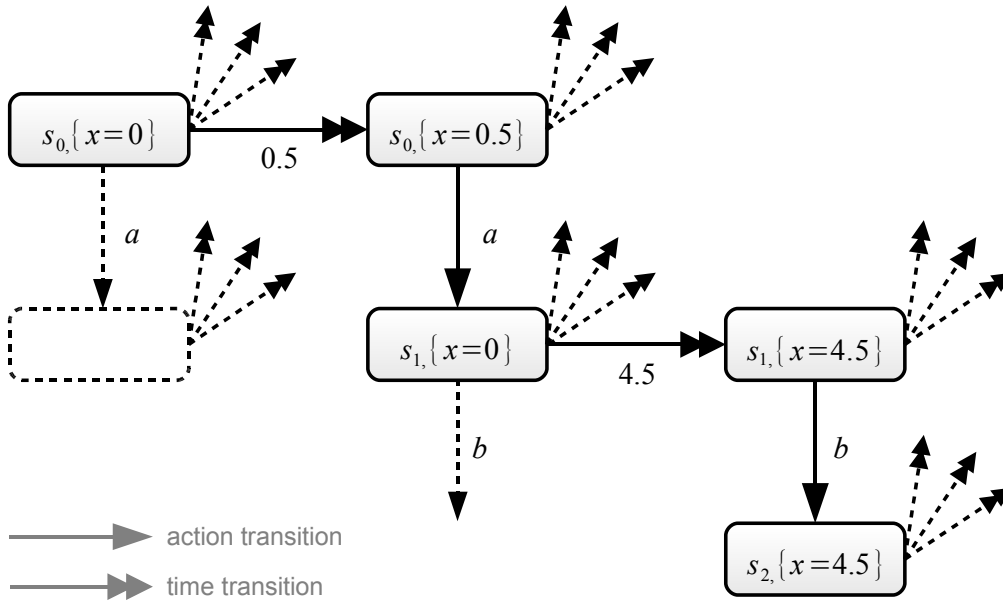 s₀,{x=0}
s₀,{x=0.5}
0.5
a
a
s₁,{x=0}
s₁,{x=4.5}
4.5
b
b
action transition
s₂,{x=4.5}
time transition